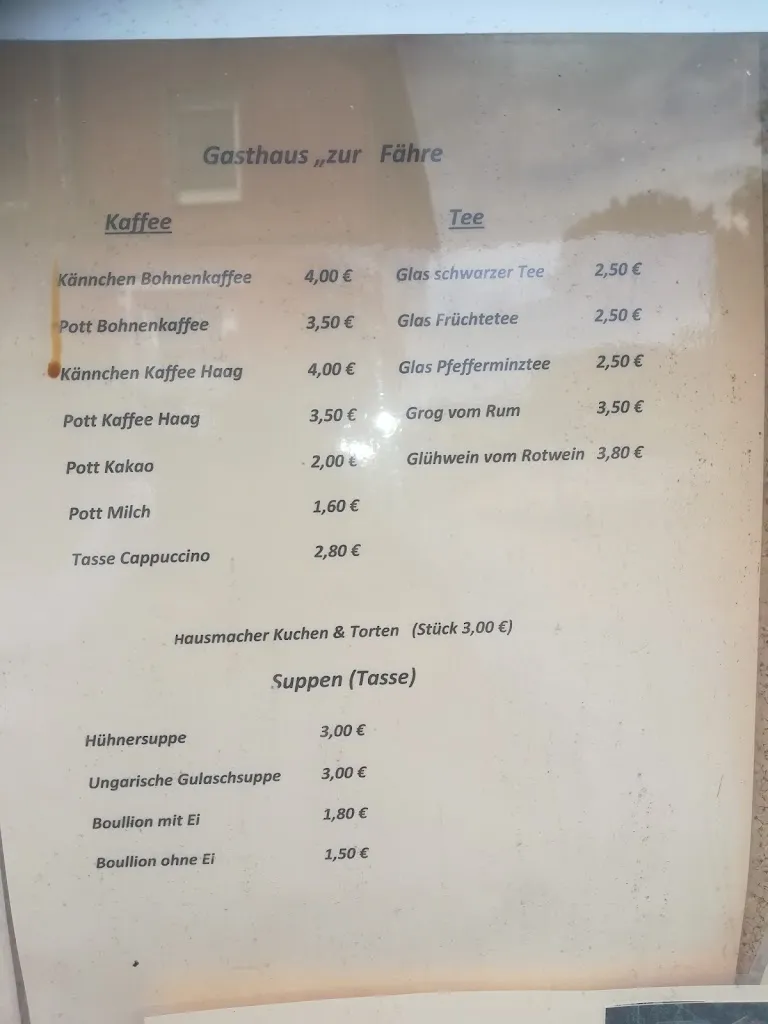 Gasthaus „zur Fähre
Kaffee Tee
Kännchen Bohnenkaffee 4,00 € Glas schwarzer Tee 2,50 €
Pott Bohnenkaffee 3,50 € Glas Früchtetee 2,50 €
Kännchen Kaffee Haag 4,00 € Glas Pfefferminztee 2,50 €
Pott Kaffee Haag 3,50 € Grog vom Rum 3,50 €
Pott Kakao 2,00 € Glühwein vom Rotwein 3,80 €
Pott Milch 1,60 €
Tasse Cappuccino 2,80 €
Hausmacher Kuchen & Torten (Stück 3,00 €)
Suppen (Tasse)
Hühnersuppe 3,00 €
Ungarische Gulaschsuppe 3,00 €
Boullion mit Ei 1,80 €
Boullion ohne Ei 1,50 €